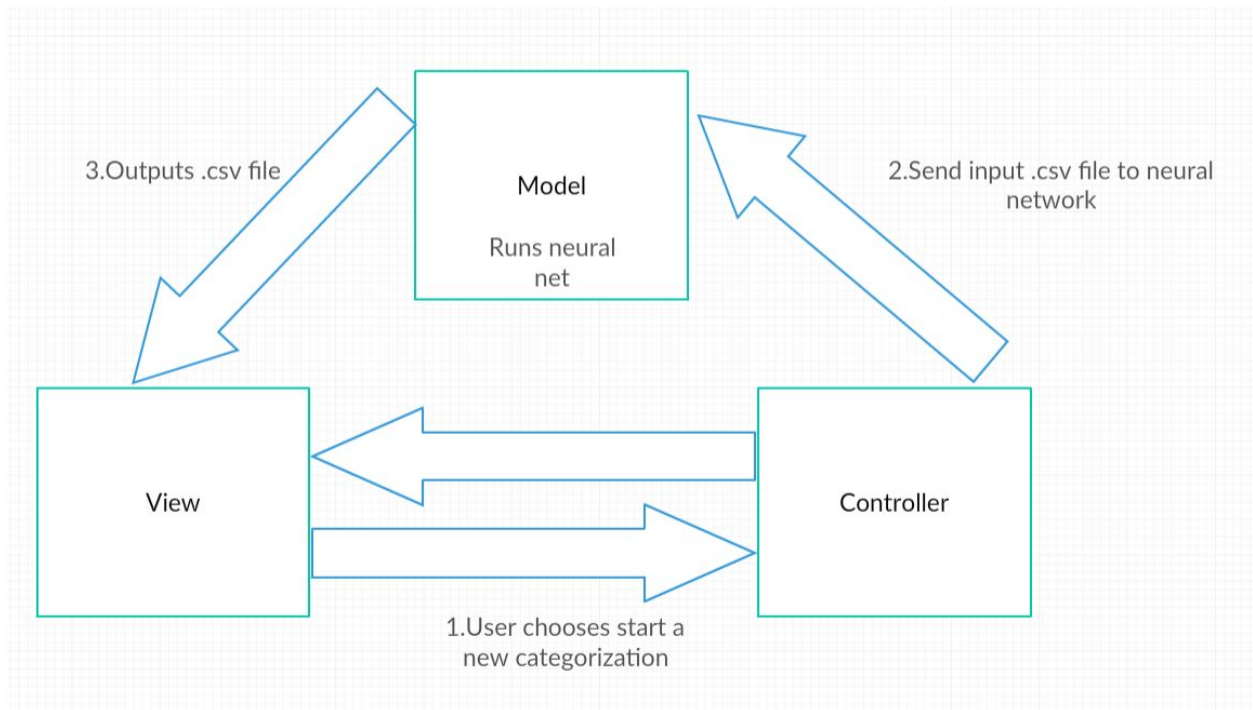 3.Outputs .csv file
Model
Runs neural
net
2.Send input .csv file to neural
network
View
Controller
1.User chooses start a
new categorization